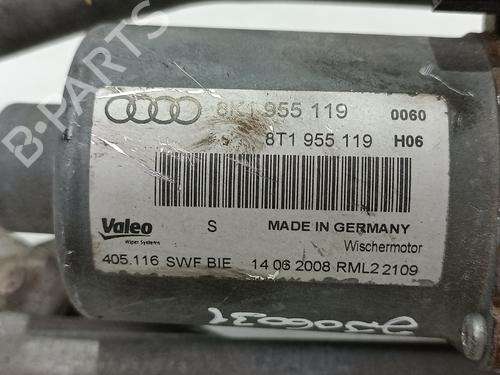 B-PARTS
8K1 955 119 0060
8T1 955 119 H06
Valeo S MADE IN GERMANY
Wiper Systems Wischermotor
405.116 SWF BIE 14 06 2008 RML2 2109